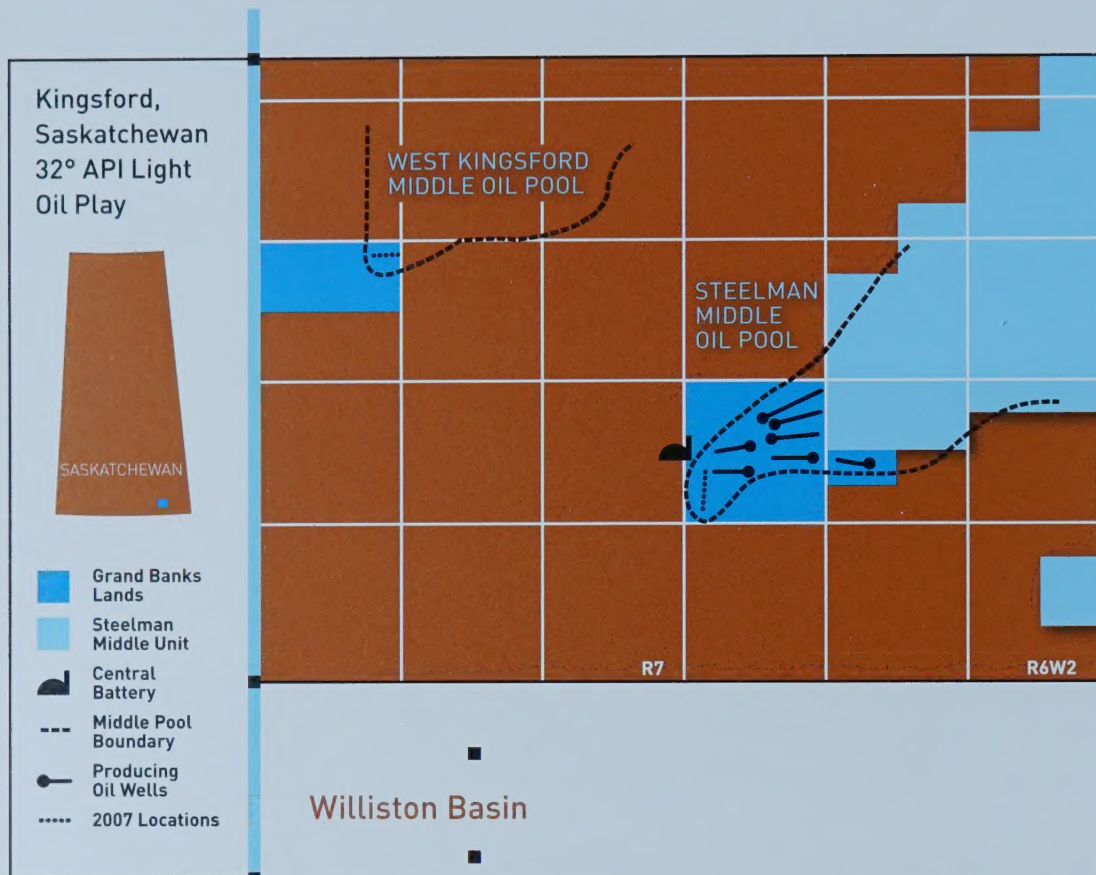 Kingsford,
Saskatchewan
32° API Light
Oil Play
SASKATCHEWAN
Grand Banks
Lands
Steelman
Middle Unit
Central
Battery
Middle Pool
Boundary
Producing
Oil Wells
2007 Locations
WEST KINGSFORD
MIDDLE OIL POOL
STEELMAN
MIDDLE
OIL POOL
R7
R6W2
Williston Basin